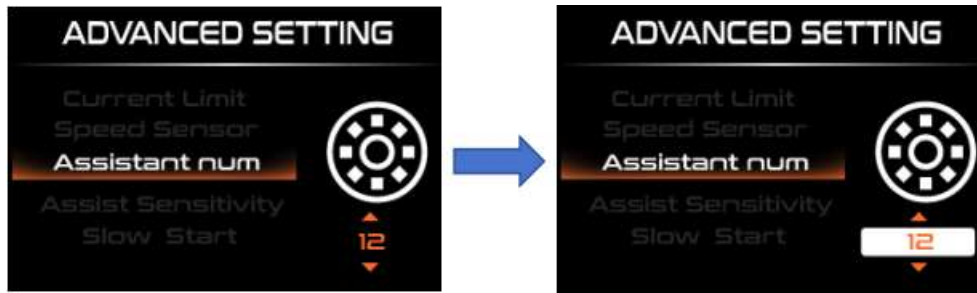 ADVANCED SETTING
Current Limit
Speed Sensor
Assistant num
Assist Sensitivity
Slow Start
12
ADVANCED SETTING
Current Limit
Speed Sensor
Assistant num
Assist Sensitivity
Slow Start
12